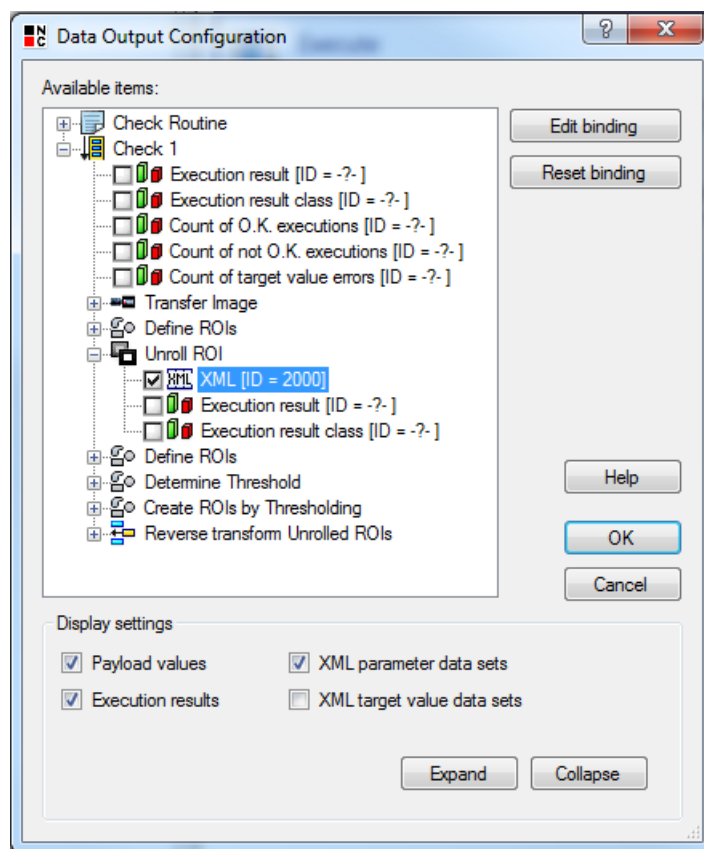 N
C
Data Output Configuration
?
Available items:
Check Routine
Edit binding
Check 1
Execution result [ID = -?- ]
Reset binding
Execution result class [ID = -?- ]
Count of O.K. executions [ID = -?- ]
Count of not O.K. executions [ID = -?- ]
Count of target value errors [ID = -?- ]
Transfer Image
Define ROIs
Unroll ROI
XML XML [ID = 2000]
Execution result [ID = -?- ]
Execution result class [ID = -?- ]
Define ROIs
Determine Threshold
Help
Create ROIs by Thresholding
Reverse transform Unrolled ROIs
OK
Cancel
Display settings
Payload values XML parameter data sets
Execution results XML target value data sets
Expand Collapse